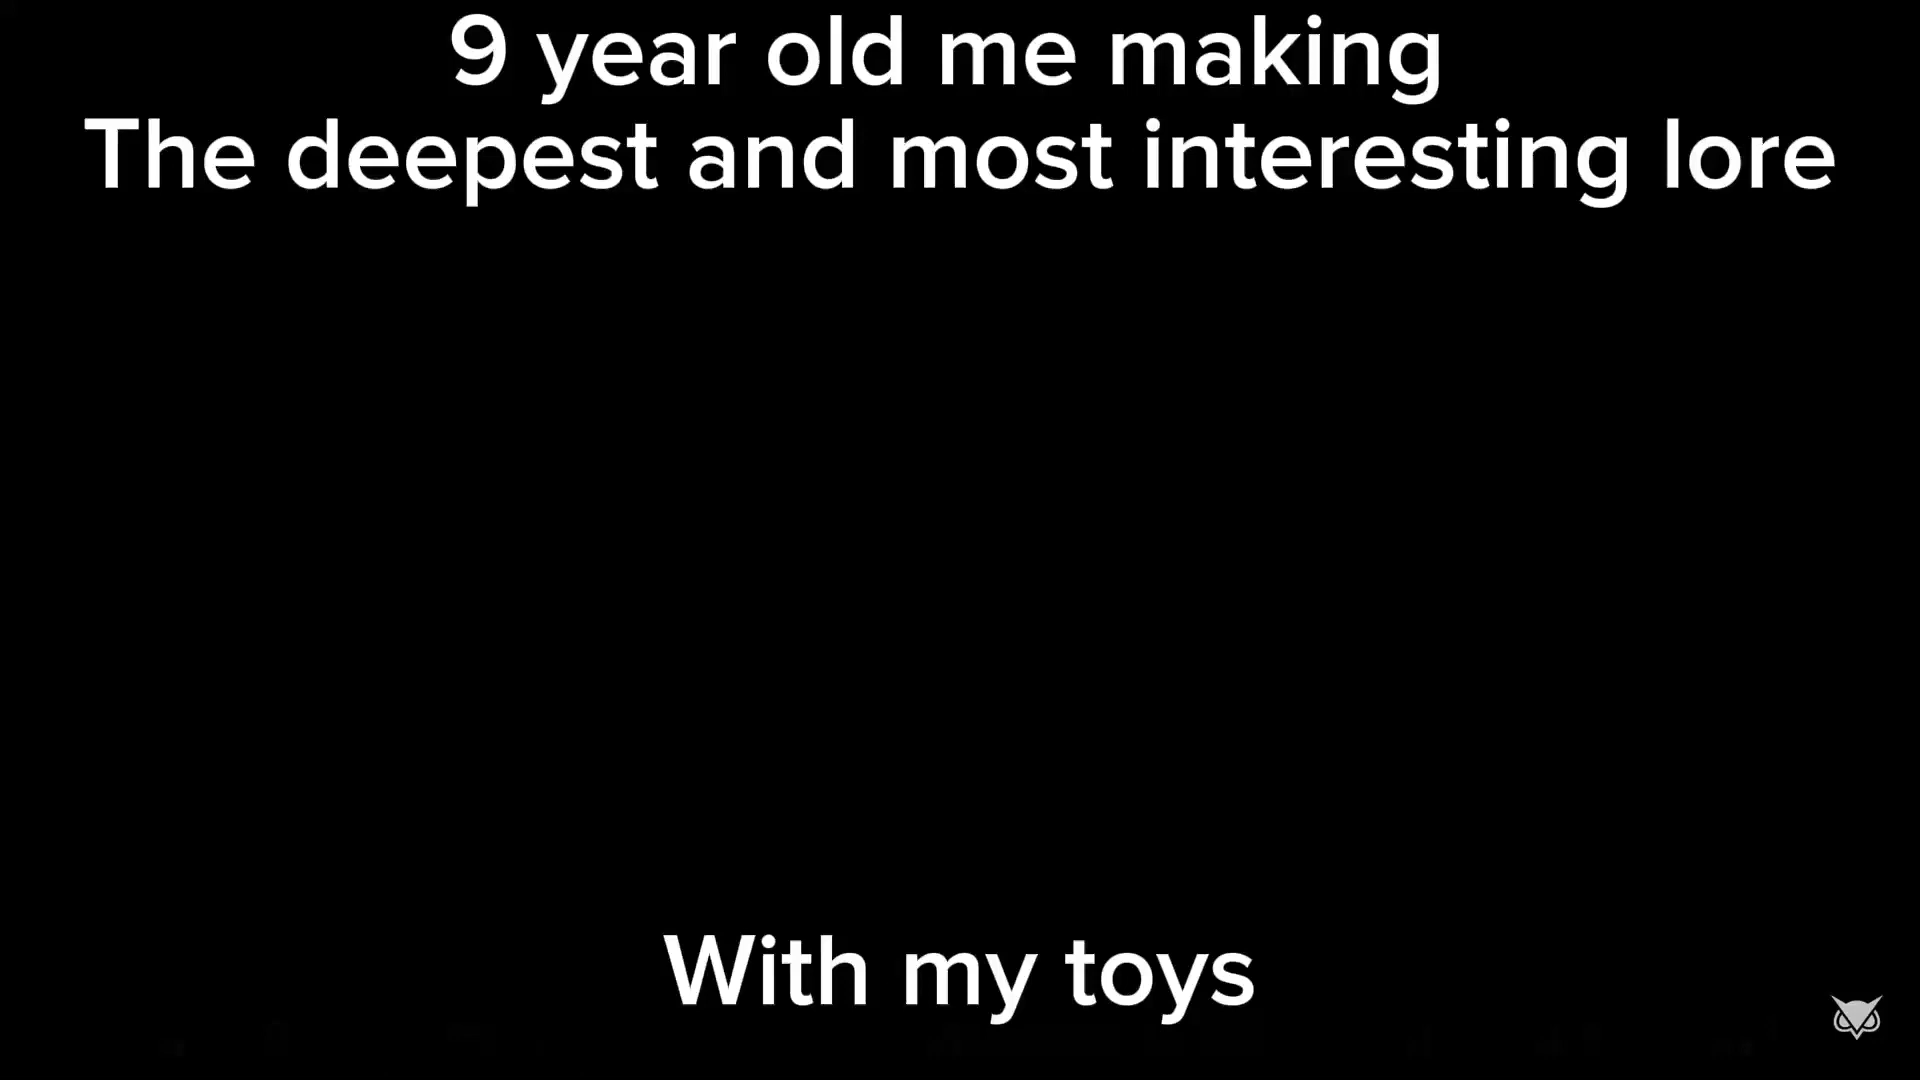 9 year old me making
The deepest and most interesting lore
With my toys